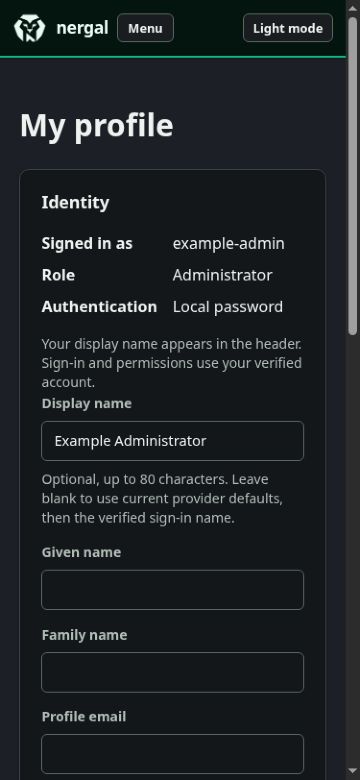 nergal
Menu
Light mode
My profile
Identity
Signed in as example-admin
Role Administrator
Authentication Local password
Your display name appears in the header.
Sign-in and permissions use your verified
account.
Display name
Example Administrator
Optional, up to 80 characters. Leave
blank to use current provider defaults,
then the verified sign-in name.
Given name
Family name
Profile email